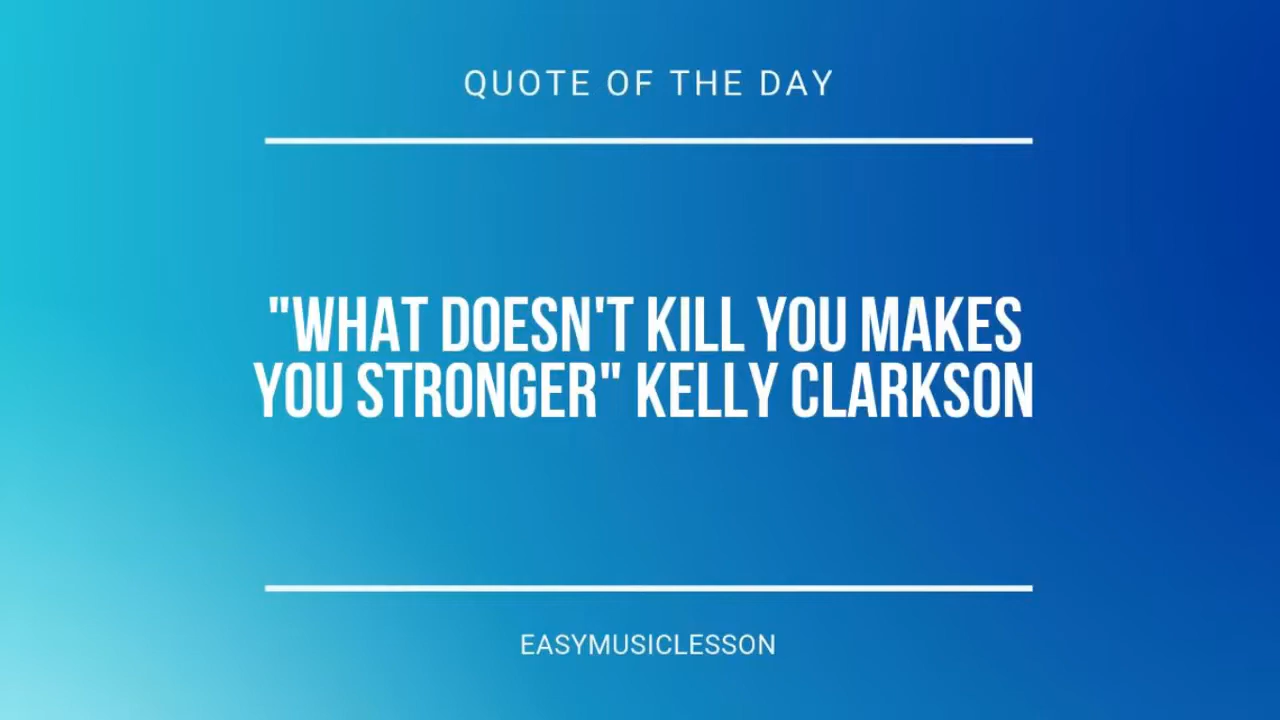 QUOTE OF THE DAY
"WHAT DOESN'T KILL YOU MAKES
YOU STRONGER" KELLY CLARKSON
EASYMUSICLESSON